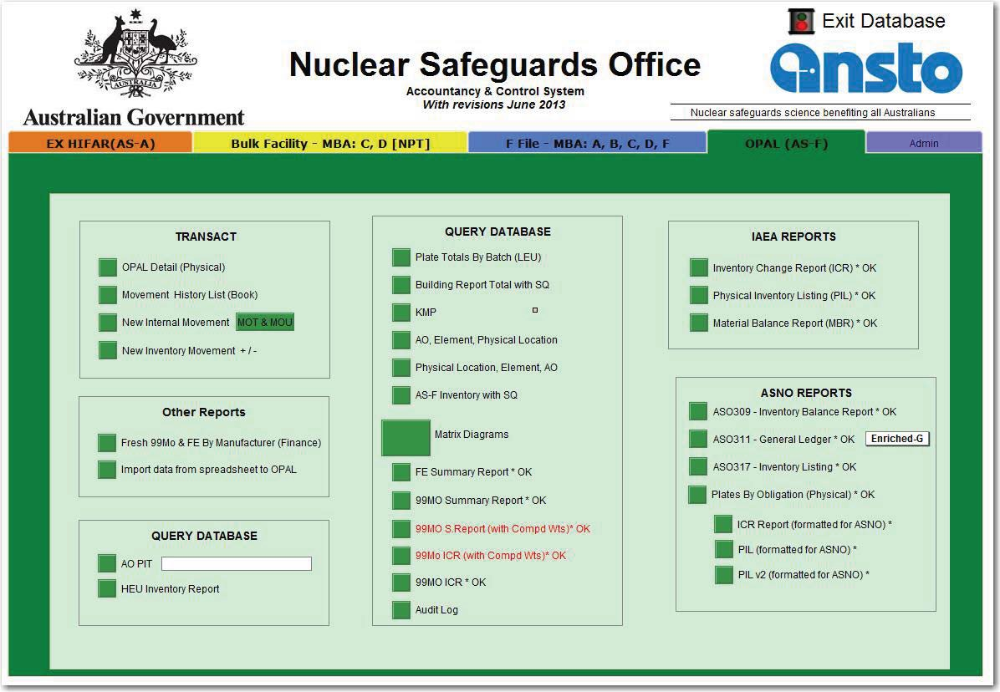 AUSTRALIA
Australian Government
Nuclear Safeguards Office
Accountancy & Control System
With revisions June 2013
Exit Database
ansto
Nuclear safeguards science benefiting all Australians
EX HIFAR(AS-A)
Bulk Facility - MBA: C, D [NPT]
F File - MBA: A, B, C, D, F
OPAL (AS-F)
Admin
TRANSACT
OPAL Detail (Physical)
Movement History List (Book)
New Internal Movement MOT & MOU
New Inventory Movement + / -
Other Reports
Fresh 99Mo & FE By Manufacturer (Finance)
Import data from spreadsheet to OPAL
QUERY DATABASE
AO PIT
HEU Inventory Report
QUERY DATABASE
Plate Totals By Batch (LEU)
Building Report Total with SQ
KMP
AO, Element, Physical Location
Physical Location, Element, AO
AS-F Inventory with SQ
Matrix Diagrams
FE Summary Report * OK
99MO Summary Report * OK
99MO S.Report (with Compd Wts)* OK
99Mo ICR (with Compd Wts)* OK
99MO ICR * OK
Audit Log
IAEA REPORTS
Inventory Change Report (ICR) * OK
Physical Inventory Listing (PIL) * OK
Material Balance Report (MBR) * OK
ASNO REPORTS
ASO309 - Inventory Balance Report * OK
ASO311 - General Ledger * OK Enriched-G
ASO317 - Inventory Listing * OK
Plates By Obligation (Physical) * OK
ICR Report (formatted for ASNO) *
PIL (formatted for ASNO) *
PIL v2 (formatted for ASNO) *